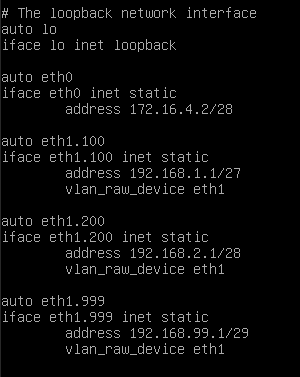 # The loopback network interface
auto lo
iface lo inet loopback
auto eth0
iface eth0 inet static
address 172.16.4.2/28
auto eth1.100
iface eth1.100 inet static
address 192.168.1.1/27
vlan_raw_device eth1
auto eth1.200
iface eth1.200 inet static
address 192.168.2.1/28
vlan_raw_device eth1
auto eth1.999
iface eth1.999 inet static
address 192.168.99.1/29
vlan_raw_device eth1